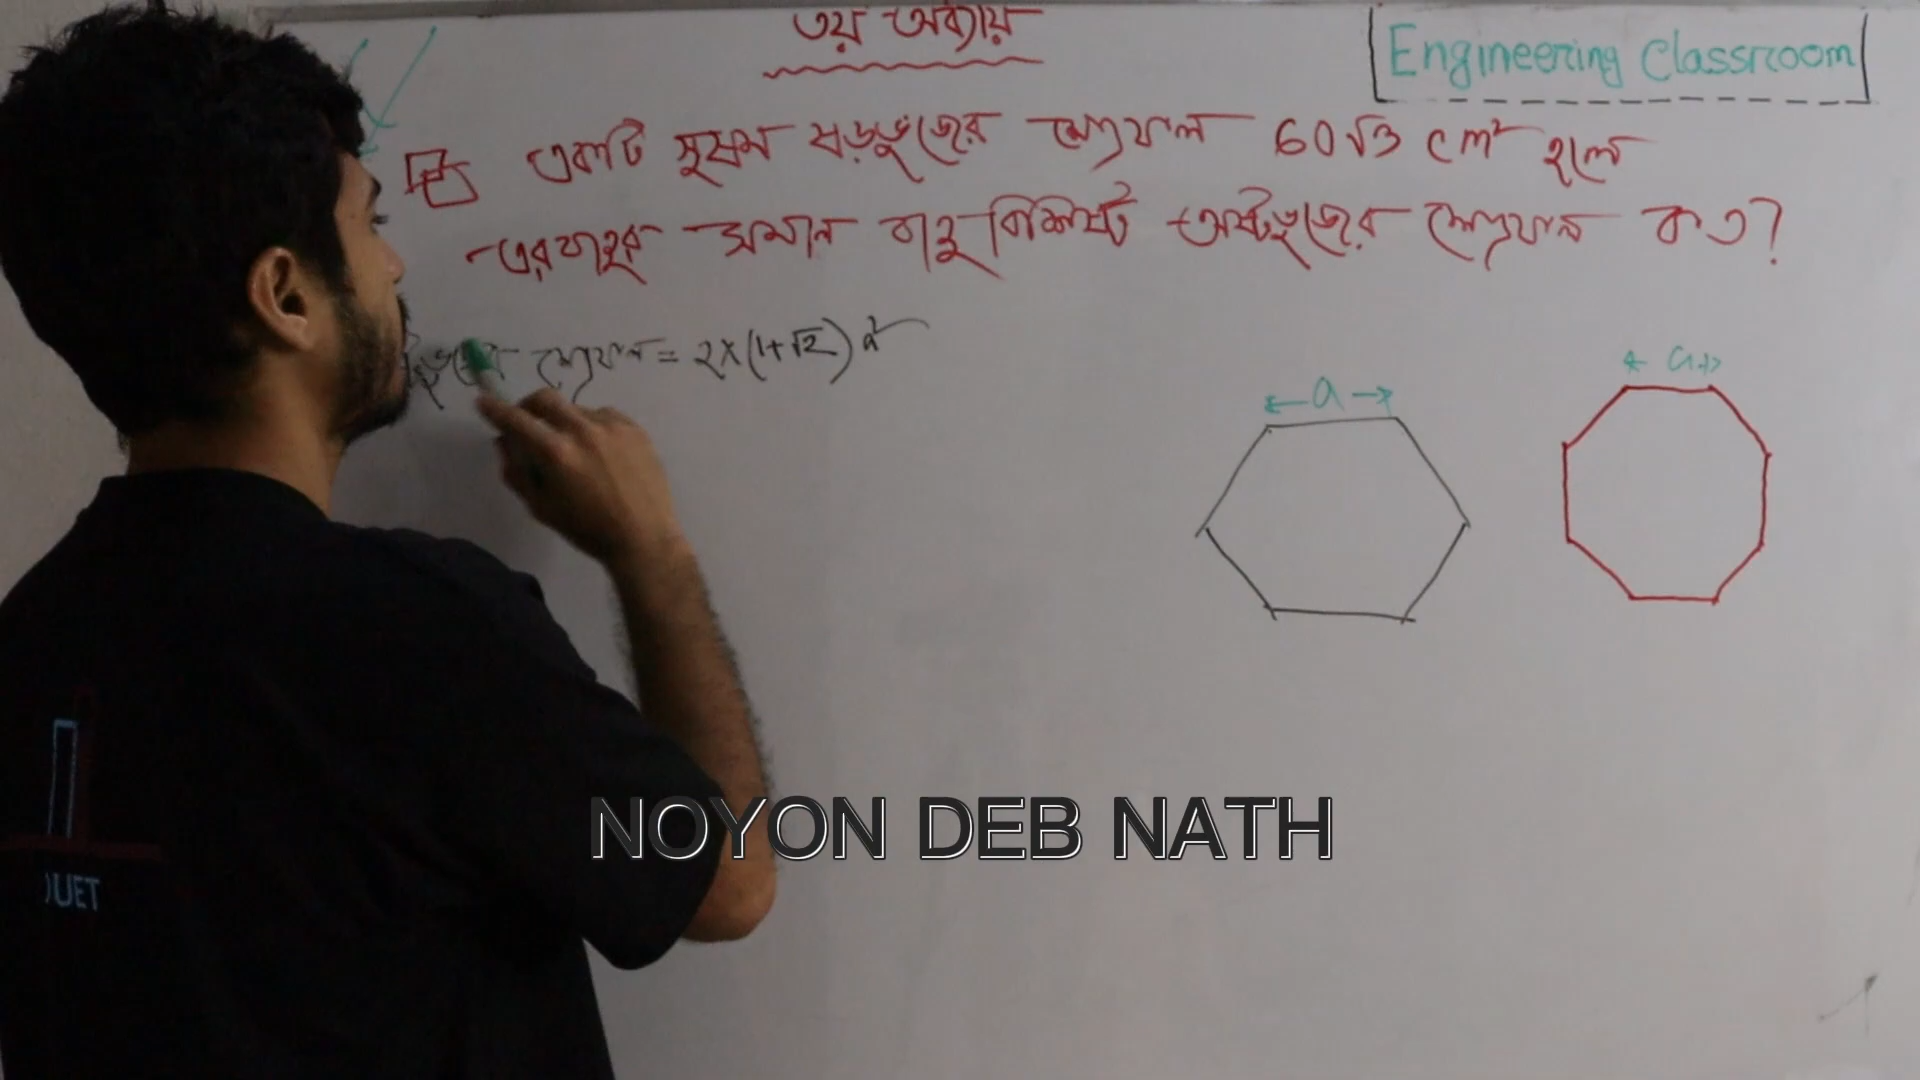 ৩য় অধ্যায়
Engineering Classroom
একটি সুষম ষড়ভুজের ক্ষেত্রফল 60√3 cm² হলে
এর বাহুর সমান বাহু বিশিষ্ট অষ্টভুজের ক্ষেত্রফল কত?
ক্ষেত্রফল = 2×(1+√2)a²
a
a
NOYON DEB NATH
UET